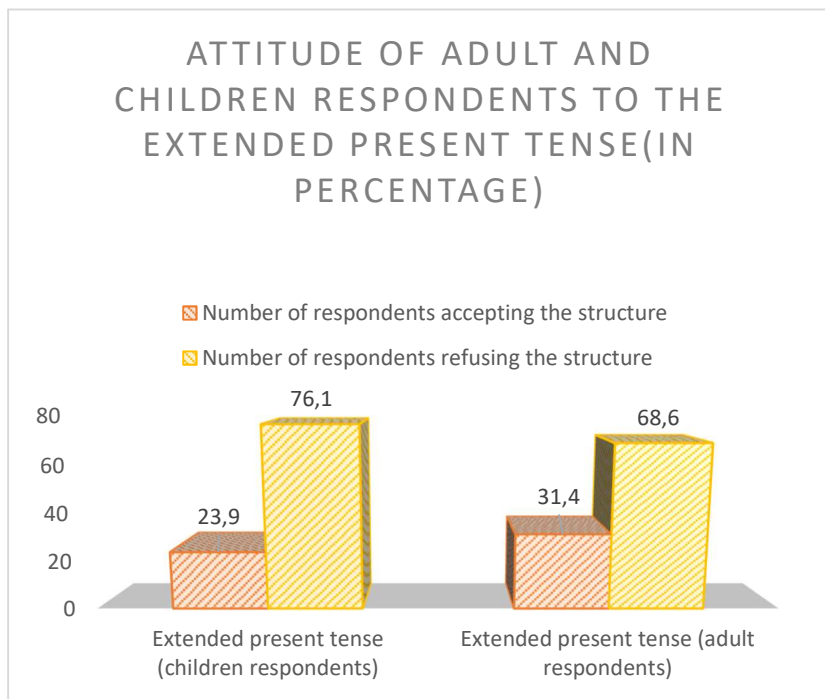 ATTITUDE OF ADULT AND
CHILDREN RESPONDENTS TO THE
EXTENDED PRESENT TENSE(IN
PERCENTAGE)
Number of respondents accepting the structure
Number of respondents refusing the structure
80
60
40
20
0
23,9
76,1
31,4
68,6
Extended present tense
(children respondents)
Extended present tense (adult
respondents)